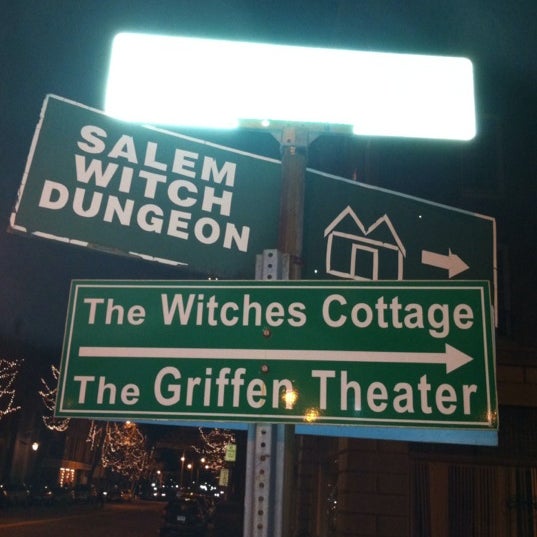 SALEM
WITCH
DUNGEON
The Witches Cottage
The Griffen Theater